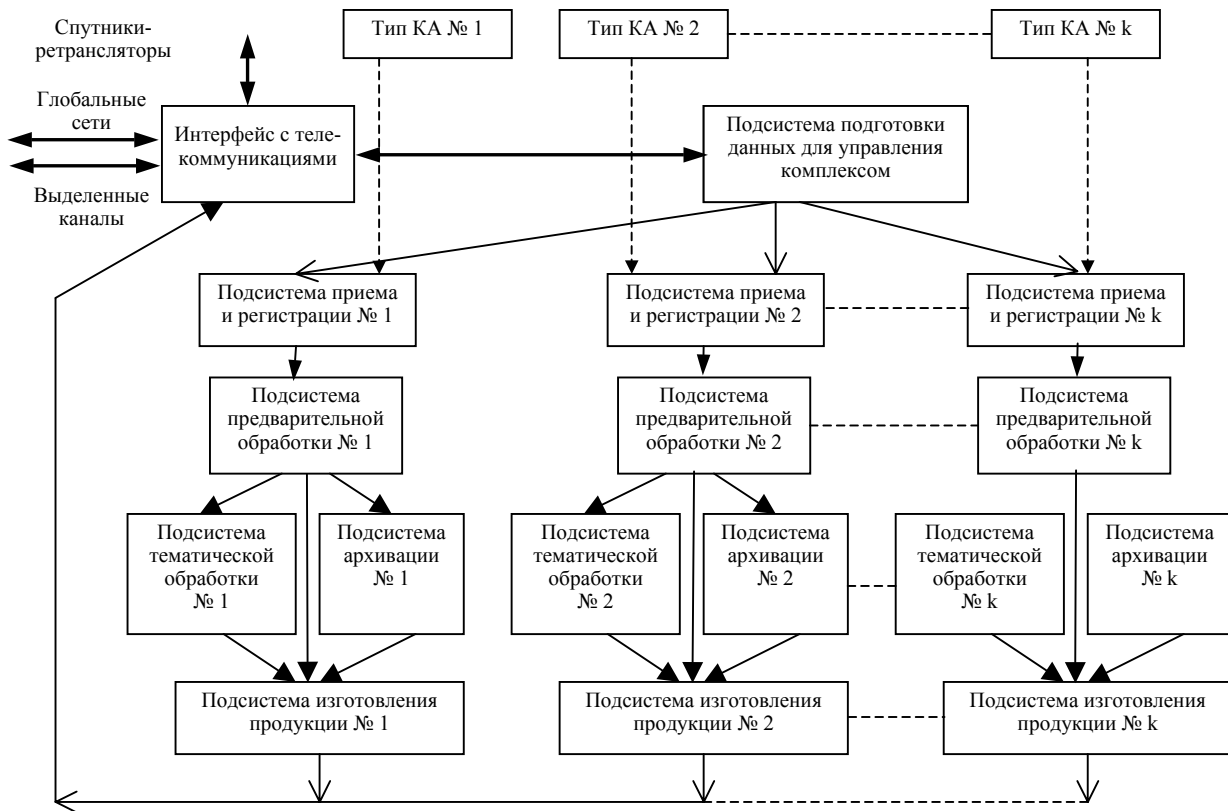 Спутники-
ретрансляторы
Тип КА № 1
Тип КА № 2
Тип КА № k
Глобальные
сети
Интерфейс с теле-
коммуникациями
Подсистема подготовки
данных для управления
комплексом
Выделенные
каналы
Подсистема приема
и регистрации № 1
Подсистема приема
и регистрации № 2
Подсистема приема
и регистрации № k
Подсистема
предварительной
обработки № 1
Подсистема
предварительной
обработки № 2
Подсистема
предварительной
обработки № k
Подсистема
тематической
обработки
№ 1
Подсистема
архивации
№ 1
Подсистема
тематической
обработки
№ 2
Подсистема
архивации
№ 2
Подсистема
тематической
обработки
№ k
Подсистема
архивации
№ k
Подсистема изготовления
продукции № 1
Подсистема изготовления
продукции № 2
Подсистема изготовления
продукции № k